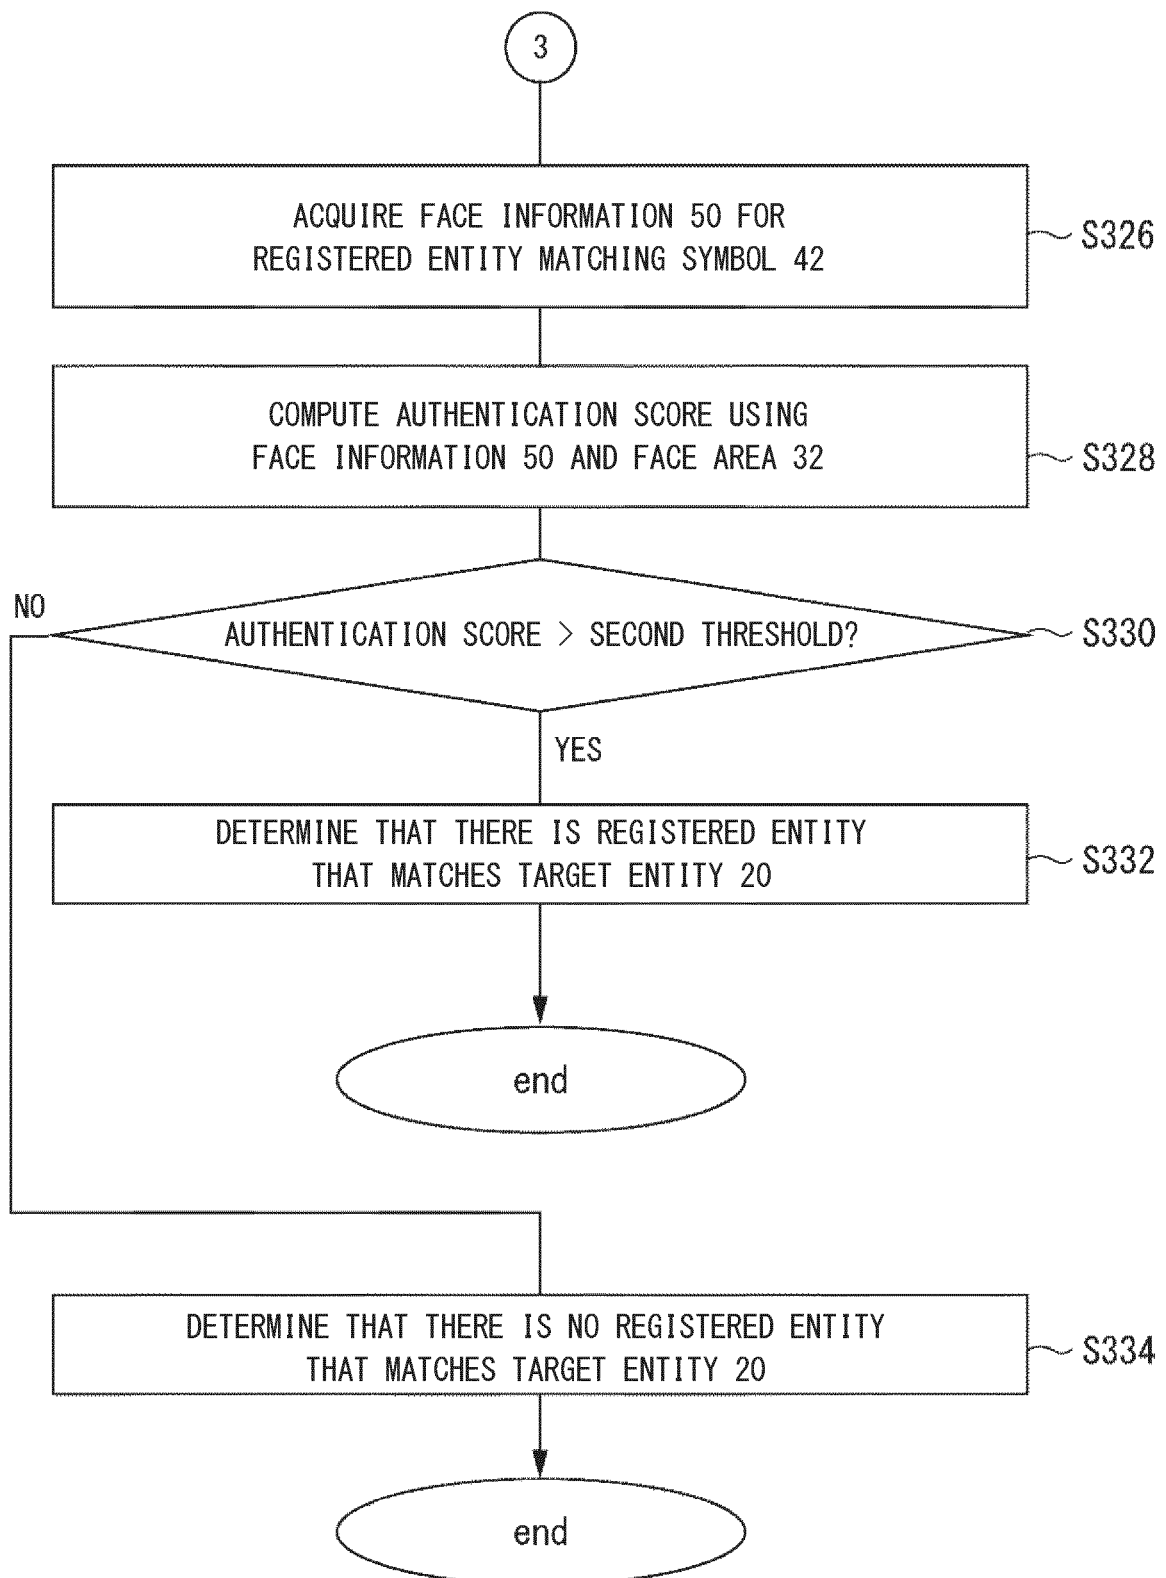 3
ACQUIRE FACE INFORMATION 50 FOR
REGISTERED ENTITY MATCHING SYMBOL 42
S326
COMPUTE AUTHENTICATION SCORE USING
FACE INFORMATION 50 AND FACE AREA 32
S328
NO
AUTHENTICATION SCORE > SECOND THRESHOLD?
S330
YES
DETERMINE THAT THERE IS REGISTERED ENTITY
THAT MATCHES TARGET ENTITY 20
S332
end
DETERMINE THAT THERE IS NO REGISTERED ENTITY
THAT MATCHES TARGET ENTITY 20
S334
end